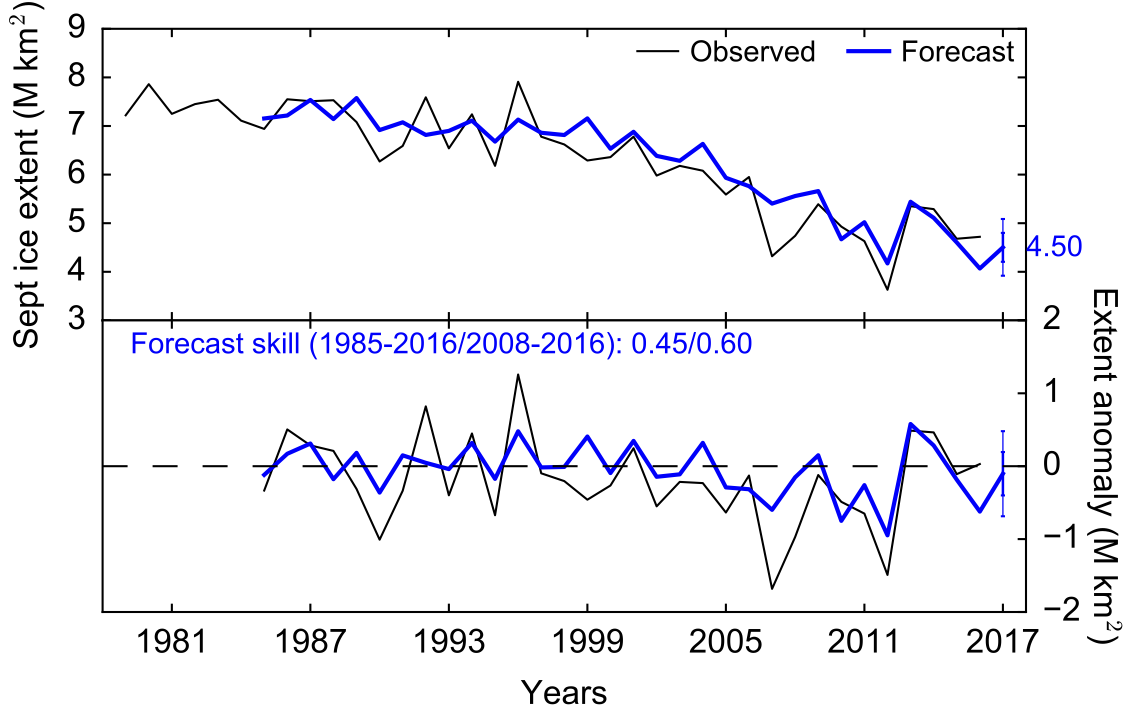 Sept ice extent (M km²)
9
8
7
6
5
4
3
Observed
Forecast
4.50
Forecast skill (1985-2016/2008-2016): 0.45/0.60
2
1
0
−1
−2
Extent anomaly (M km²)
1981 1987 1993 1999 2005 2011 2017
Years